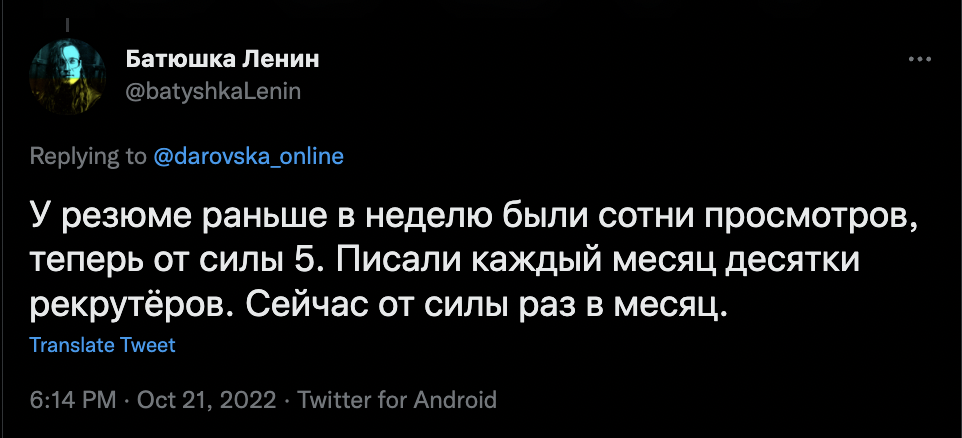 Батюшка Ленин
@batyshkaLenin
Replying to @darovska_online
У резюме раньше в неделю были сотни просмотров,
теперь от силы 5. Писали каждый месяц десятки
рекрутёров. Сейчас от силы раз в месяц.
Translate Tweet
6:14 PM · Oct 21, 2022 · Twitter for Android